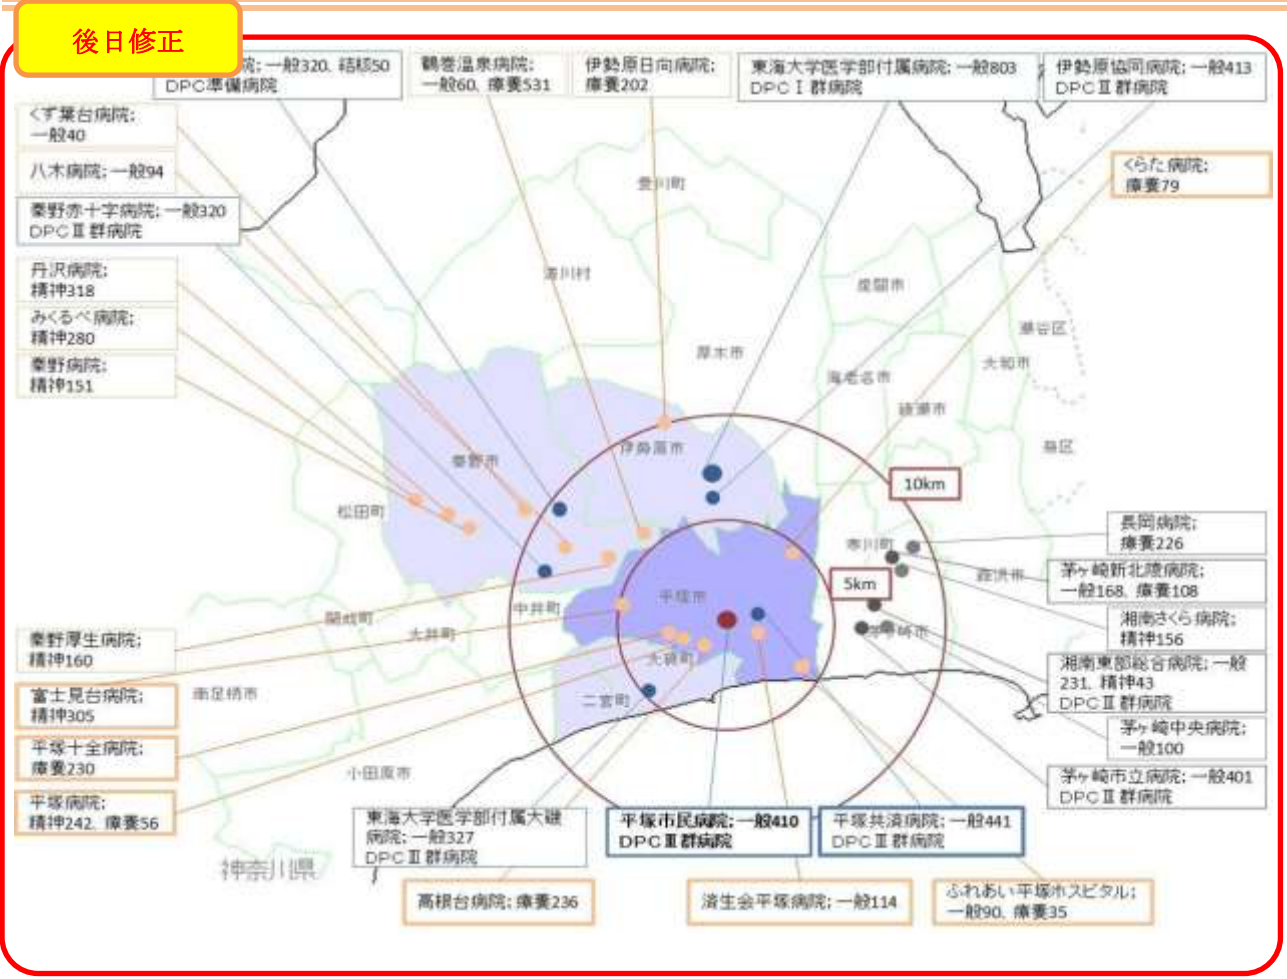 後日修正
院; 一般320, 結核50
DPC準備病院
鶴巻温泉病院;
一般60, 療養531
伊勢原日向病院;
療養202
東海大学医学部付属病院; 一般803
DPCⅠ群病院
伊勢原協同病院; 一般413
DPCⅢ群病院
くらた病院;
療養79
くず葉台病院;
一般40
八木病院; 一般94
秦野赤十字病院; 一般320
DPCⅢ群病院
丹沢病院;
精神318
みくるべ病院;
精神280
秦野病院;
精神151
愛川町
清川村
座間市
厚木市
瀬谷区
大和市
海老名市
綾瀬市
泉区
伊勢原市
秦野市
松田町
10km
寒川町
藤沢市
5km
平塚市
中井町
開成町
大井町
茅ヶ崎市
大磯町
二宮町
南足柄市
小田原市
神奈川県
長岡病院;
療養226
茅ヶ崎新北陵病院;
一般168, 療養108
湘南さくら病院;
精神156
湘南東部総合病院; 一般
231, 精神43
DPCⅢ群病院
茅ヶ崎中央病院;
一般100
茅ヶ崎市立病院; 一般401
DPCⅢ群病院
秦野厚生病院;
精神160
富士見台病院;
精神305
平塚十全病院;
療養230
平塚病院;
精神242, 療養56
東海大学医学部付属大磯
病院; 一般327
DPCⅢ群病院
平塚市民病院; 一般410
DPCⅢ群病院
平塚共済病院; 一般441
DPCⅢ群病院
高根台病院; 療養236
済生会平塚病院; 一般114
ふれあい平塚ホスピタル;
一般90, 療養35